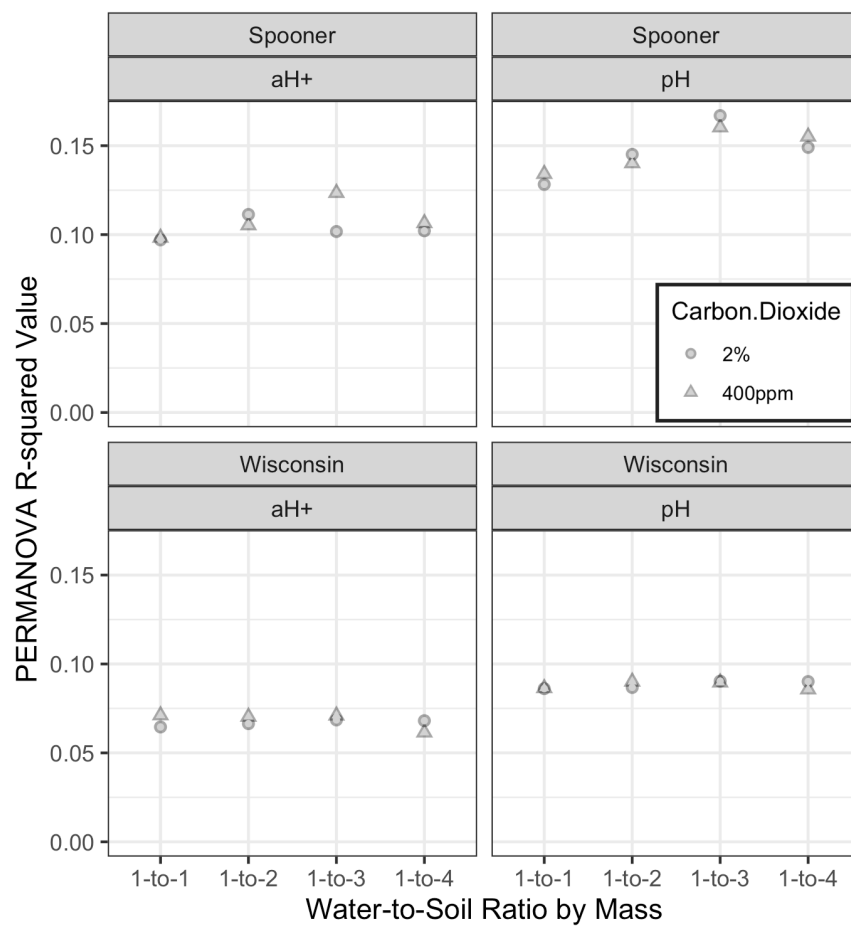 Spooner
Spooner
aH+
pH
0.15
0.10
0.05
0.00
Carbon.Dioxide
2%
400ppm
PERMANOVA R-squared Value
Wisconsin
Wisconsin
aH+
pH
0.15
0.10
0.05
0.00
1-to-1 1-to-2 1-to-3 1-to-4
1-to-1 1-to-2 1-to-3 1-to-4
Water-to-Soil Ratio by Mass